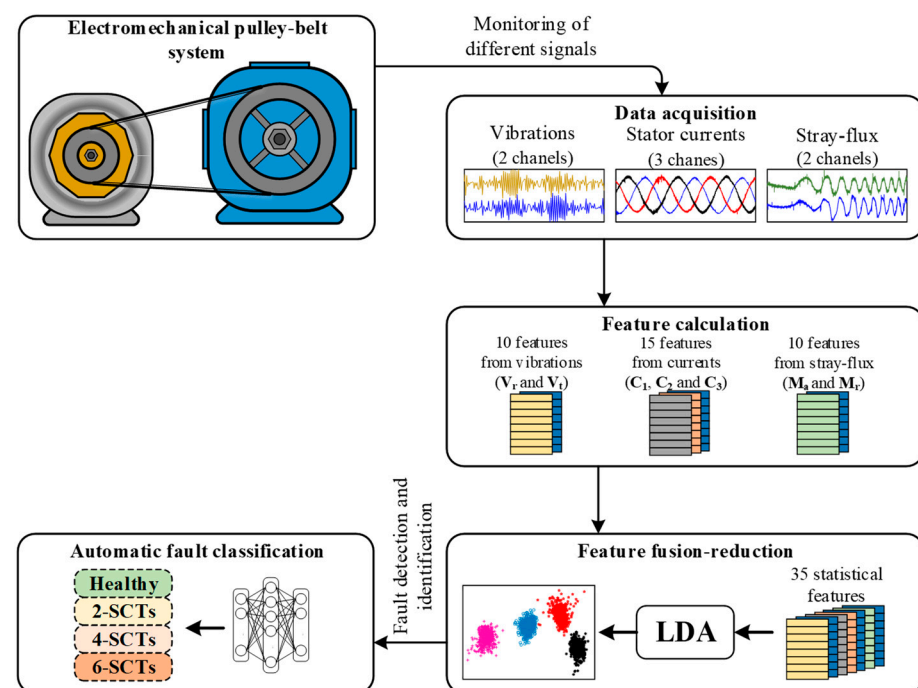 Electromechanical pulley-belt
system
Monitoring of
different signals
Data acquisition
Vibrations
(2 chanels)
Stator currents
(3 chanes)
Stray-flux
(2 chanels)
Feature calculation
10 features
from vibrations
(Vr and Vt)
15 features
from currents
(C1, C2 and C3)
10 features
from stray-flux
(Ma and Mr)
Feature fusion-reduction
35 statistical
features
LDA
Fault detection and
identification
Automatic fault classification
Healthy
2-SCTs
4-SCTs
6-SCTs